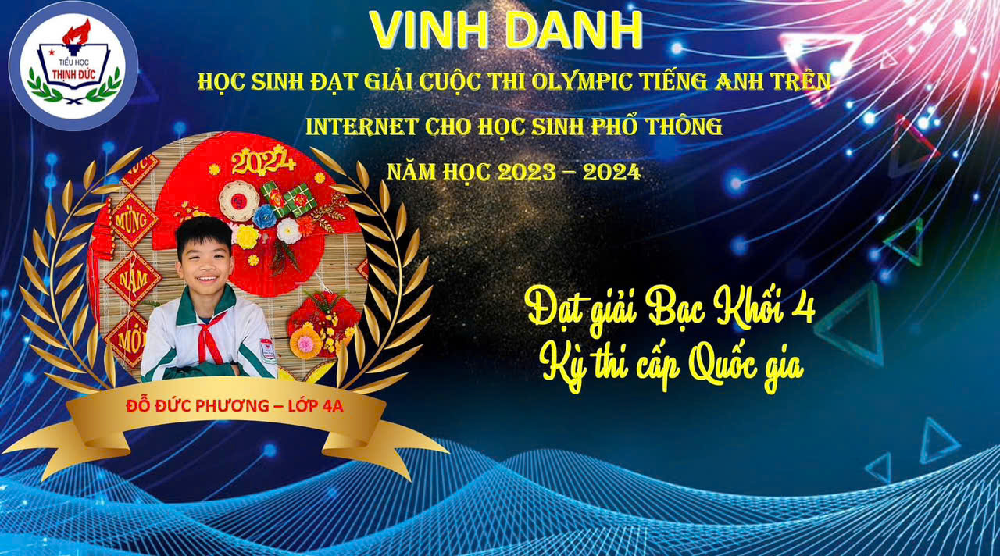 VINH DANH
HỌC SINH ĐẠT GIẢI CUỘC THI OLYMPIC TIẾNG ANH TRÊN
INTERNET CHO HỌC SINH PHỔ THÔNG
NĂM HỌC 2023 – 2024
TIỂU HỌC
THỊNH ĐỨC
2024
MỪNG
NĂM
MỚI
Đạt giải Bạc Khối 4
Kỳ thi cấp Quốc gia
ĐỖ ĐỨC PHƯƠNG – LỚP 4A